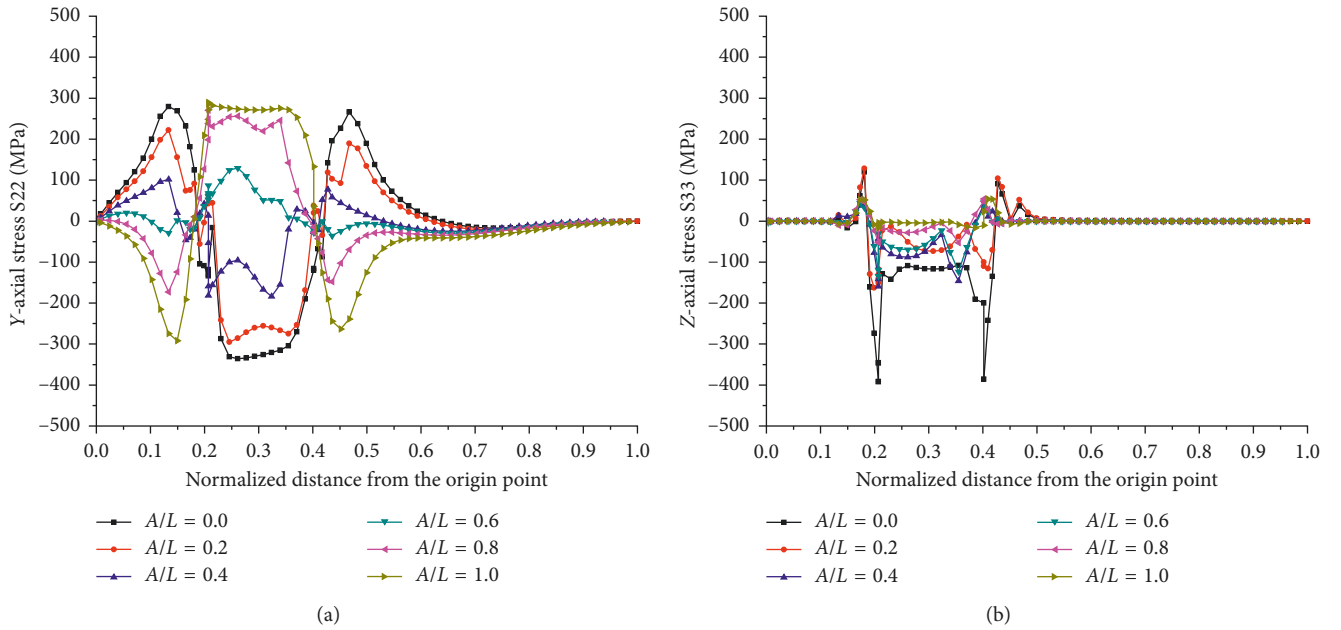 500
400
300
200
100
0
–100
–200
–300
–400
–500
Y-axial stress S22 (MPa)
0.0 0.1 0.2 0.3 0.4 0.5 0.6 0.7 0.8 0.9 1.0
Normalized distance from the origin point
A/L = 0.0
A/L = 0.2
A/L = 0.4
A/L = 0.6
A/L = 0.8
A/L = 1.0
(a)
500
400
300
200
100
0
–100
–200
–300
–400
–500
Z-axial stress S33 (MPa)
0.0 0.1 0.2 0.3 0.4 0.5 0.6 0.7 0.8 0.9 1.0
Normalized distance from the origin point
A/L = 0.0
A/L = 0.2
A/L = 0.4
A/L = 0.6
A/L = 0.8
A/L = 1.0
(b)